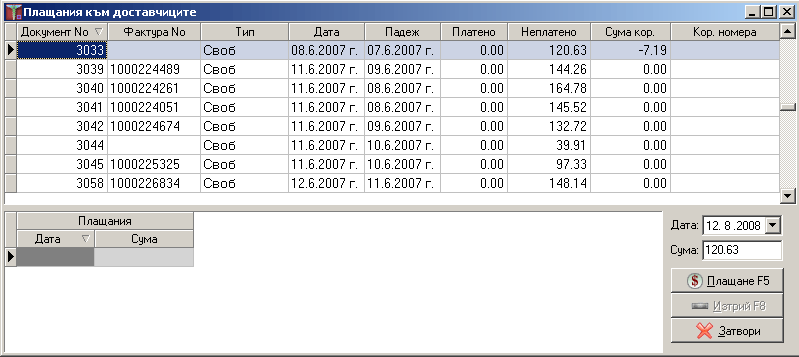 Плащания към доставчиците
Документ No Фактура No Тип Дата Падеж Платено Неплатено Сума кор. Кор. номера
3033 Своб 08.6.2007 г. 07.6.2007 г. 0.00 120.63 -7.19
3039 1000224489 Своб 11.6.2007 г. 09.6.2007 г. 0.00 144.26 0.00
3040 1000224261 Своб 11.6.2007 г. 08.6.2007 г. 0.00 164.78 0.00
3041 1000224051 Своб 11.6.2007 г. 08.6.2007 г. 0.00 145.52 0.00
3042 1000224674 Своб 11.6.2007 г. 09.6.2007 г. 0.00 132.72 0.00
3044 Своб 11.6.2007 г. 10.6.2007 г. 0.00 39.91 0.00
3045 1000225325 Своб 11.6.2007 г. 10.6.2007 г. 0.00 97.33 0.00
3058 1000226834 Своб 12.6.2007 г. 11.6.2007 г. 0.00 148.14 0.00
Плащания
Дата Сума
Дата: 12. 8 .2008
Сума: 120.63
Плащане F5
Изтрий F8
Затвори